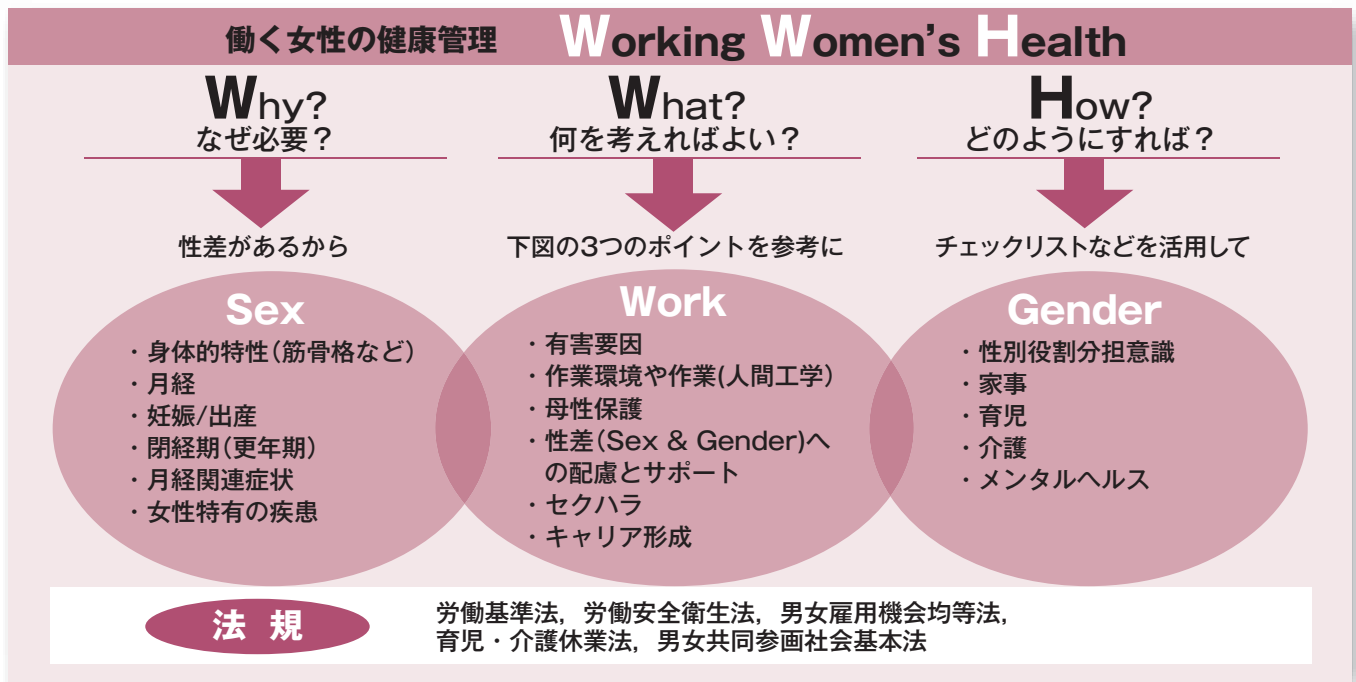 働く女性の健康管理 Working Women's Health
Why?
なぜ必要？
性差があるから
Sex
・身体的特性（筋骨格など）
・月経
・妊娠/出産
・閉経期（更年期）
・月経関連症状
・女性特有の疾患
What?
何を考えればよい？
下図の3つのポイントを参考に
Work
・有害要因
・作業環境や作業(人間工学）
・母性保護
・性差（Sex & Gender)へ
の配慮とサポート
・セクハラ
・キャリア形成
How?
どのようにすれば？
チェックリストなどを活用して
Gender
・性別役割分担意識
・家事
・育児
・介護
・メンタルヘルス
法 規
労働基準法，労働安全衛生法，男女雇用機会均等法，
育児・介護休業法，男女共同参画社会基本法